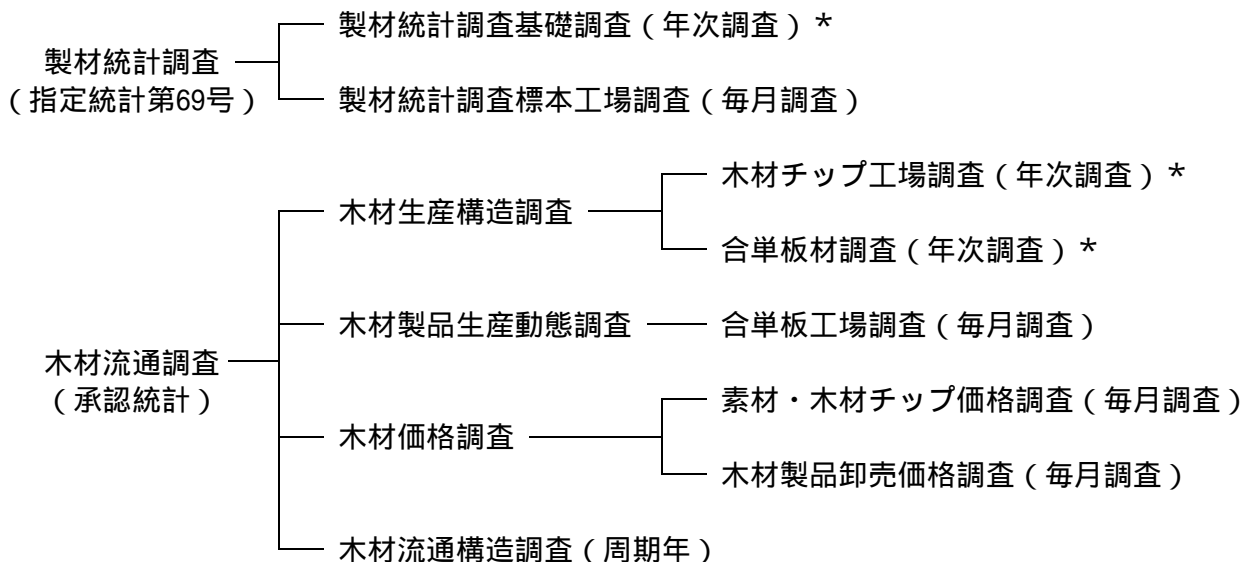 製材統計調査基礎調査（年次調査）*
製材統計調査
（指定統計第69号）
製材統計調査標本工場調査（毎月調査）
木材チップ工場調査（年次調査）*
木材生産構造調査
合単板材調査（年次調査）*
木材製品生産動態調査
合単板工場調査（毎月調査）
木材流通調査
（承認統計）
素材・木材チップ価格調査（毎月調査）
木材価格調査
木材製品卸売価格調査（毎月調査）
木材流通構造調査（周期年）